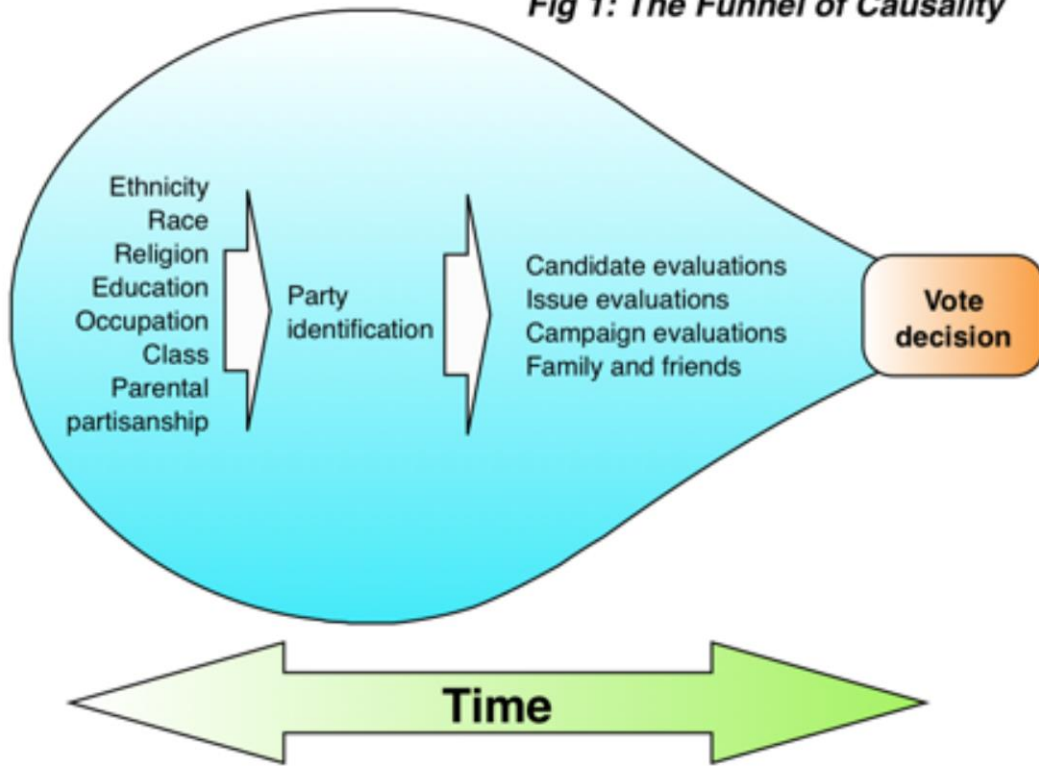 Fig 1: The Funnel of Causality
Ethnicity
Race
Religion
Education
Occupation
Class
Parental
partisanship
Party
identification
Candidate evaluations
Issue evaluations
Campaign evaluations
Family and friends
Vote
decision
Time